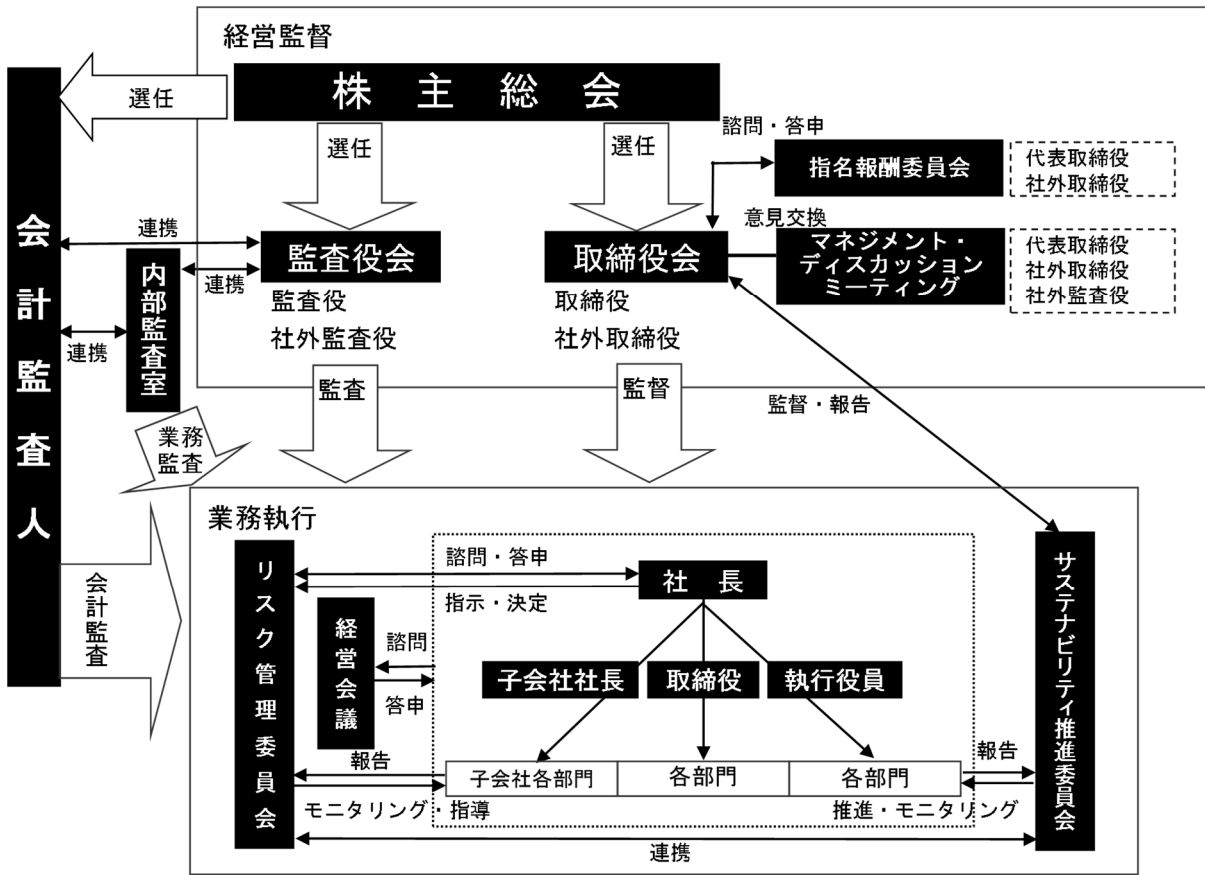 経営監督
株主総会
選任
選任
選任
諮問・答申
指名報酬委員会
代表取締役
社外取締役
意見交換
マネジメント・
ディスカッション
ミーティング
代表取締役
社外取締役
社外監査役
会計監査人
連携
監査役会
監査役
社外監査役
取締役会
取締役
社外取締役
連携
内部監査室
連携
監査
監督
監督・報告
業務
監査
業務執行
会計監査
リスク管理委員会
諮問・答申
指示・決定
社長
経営会議
諮問
答申
子会社社長
取締役
執行役員
サステナビリティ推進委員会
報告
子会社各部門
各部門
各部門
報告
モニタリング・指導
推進・モニタリング
連携